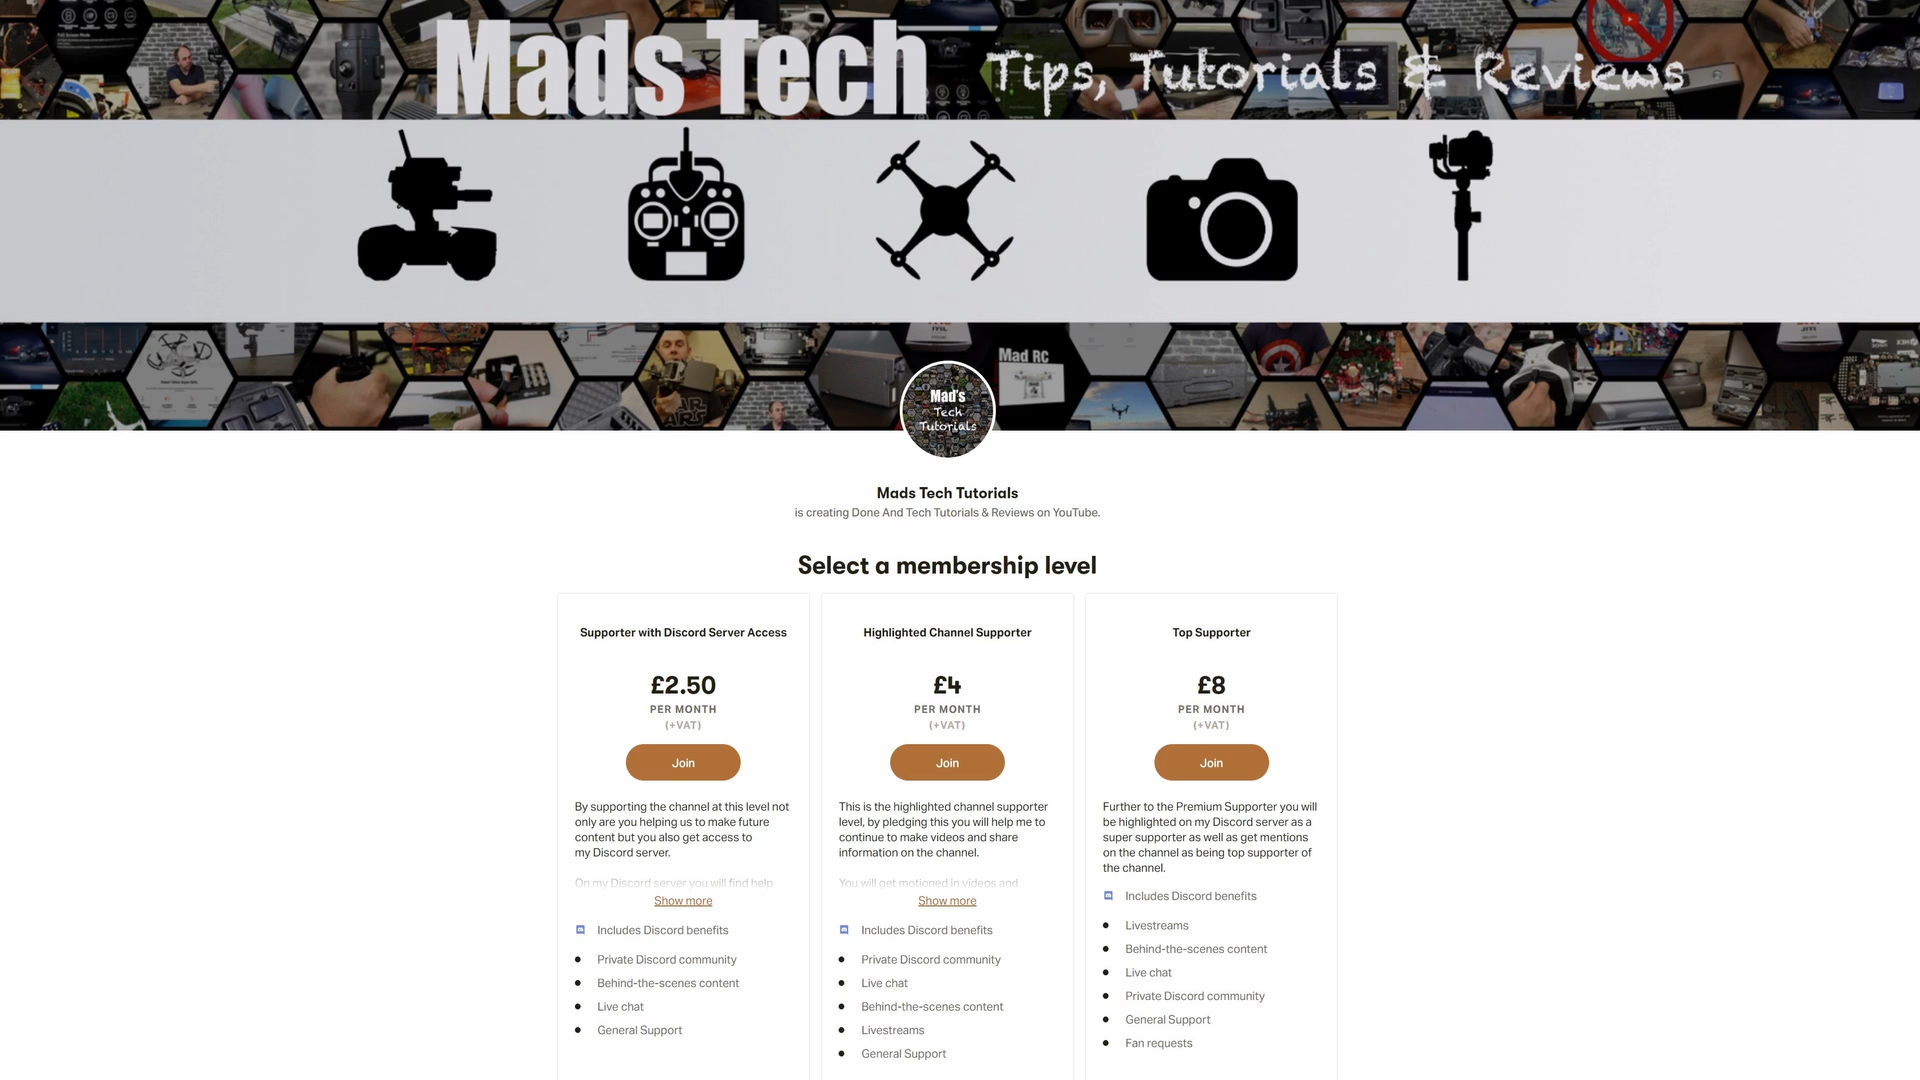 Mads Tech
Tips, Tutorials & Reviews
Mad RC
STAR
WARS
Mad's
Tech
Tutorials
Mads Tech Tutorials
is creating Done And Tech Tutorials & Reviews on YouTube.
Select a membership level
Supporter with Discord Server Access
£2.50
PER MONTH
(+VAT)
Join
By supporting the channel at this level not
only are you helping us to make future
content but you also get access to
my Discord server.
On my Discord server you will find help
Show more
Includes Discord benefits
Private Discord community
Behind-the-scenes content
Live chat
General Support
Highlighted Channel Supporter
£4
PER MONTH
(+VAT)
Join
This is the highlighted channel supporter
level, by pledging this you will help me to
continue to make videos and share
information on the channel.
You will get motioned in videos and
Show more
Includes Discord benefits
Private Discord community
Live chat
Behind-the-scenes content
Livestreams
General Support
Top Supporter
£8
PER MONTH
(+VAT)
Join
Further to the Premium Supporter you will
be highlighted on my Discord server as a
super supporter as well as get mentions
on the channel as being top supporter of
the channel.
Includes Discord benefits
Livestreams
Behind-the-scenes content
Live chat
Private Discord community
General Support
Fan requests